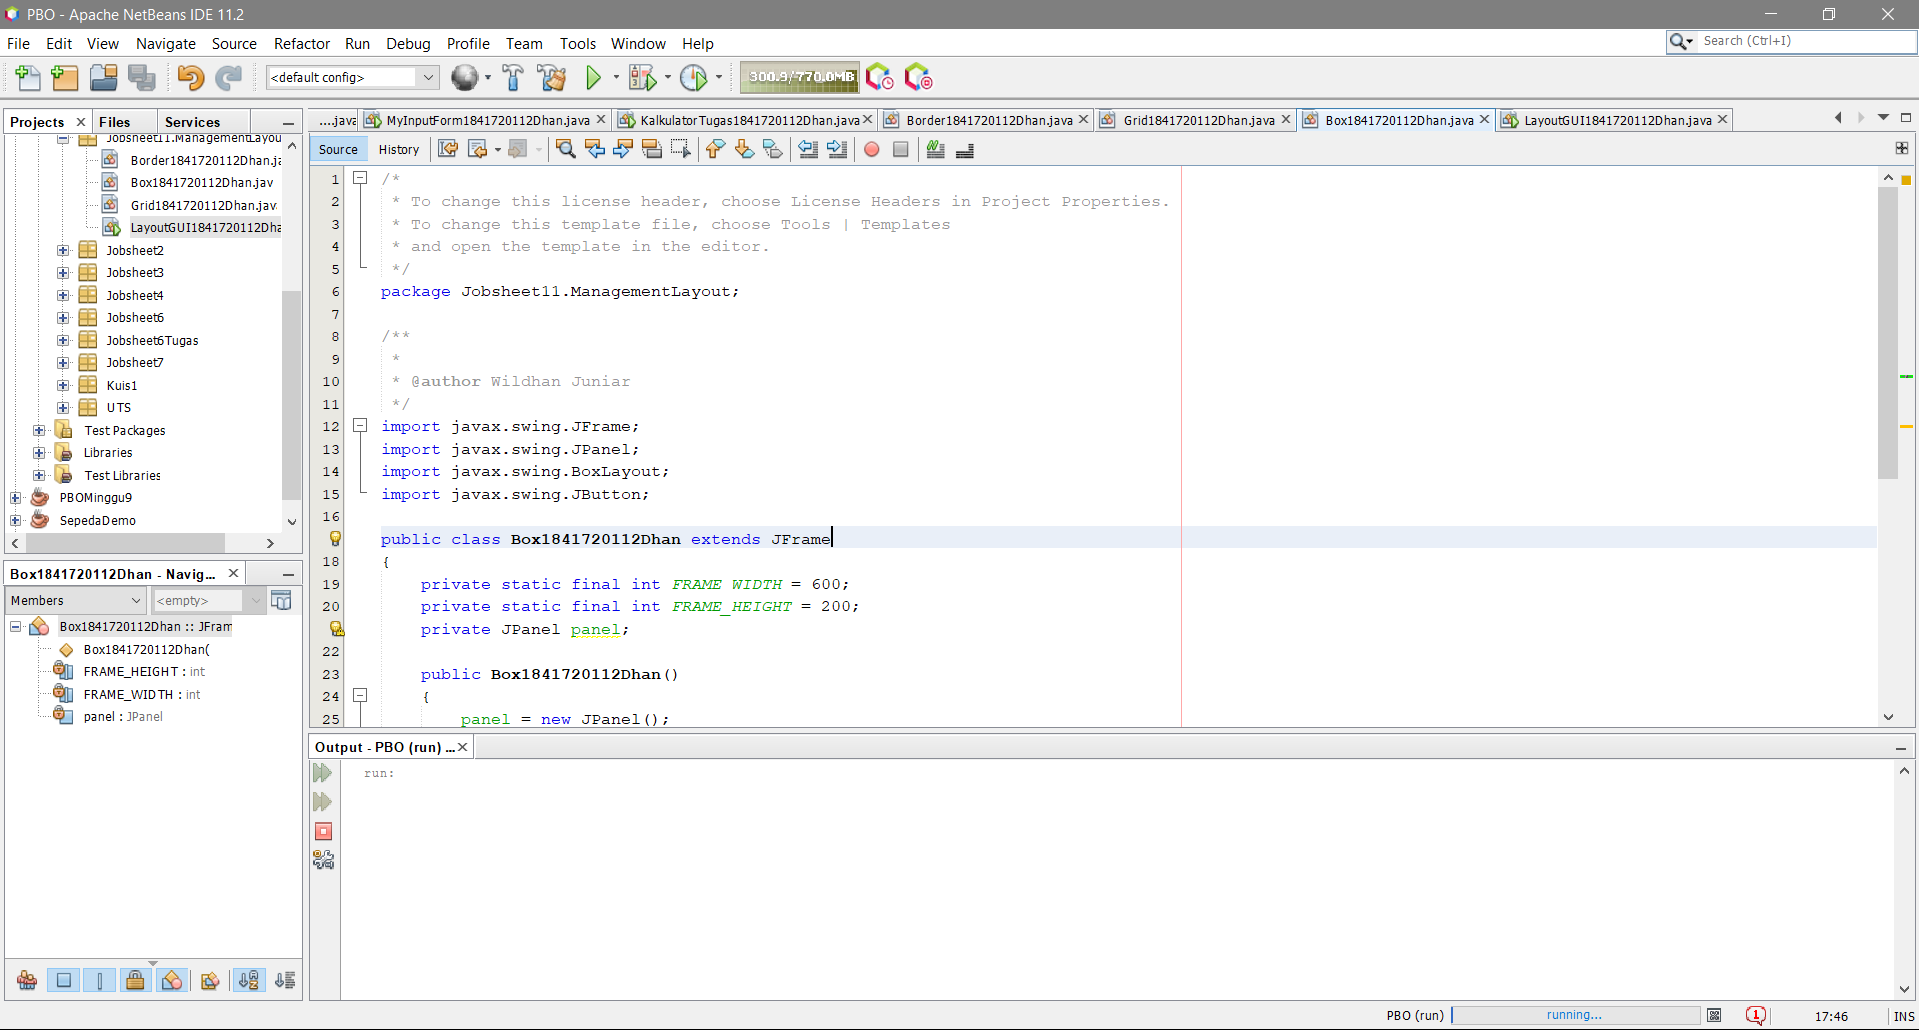 PBO - Apache NetBeans IDE 11.2
File Edit View Navigate Source Refactor Run Debug Profile Team Tools Window Help
Search (Ctrl+I)
<default config>
300.9/770.0MB
Projects Files Services
Jobsheet11.ManagementLayou
Border1841720112Dhan.ja
Box1841720112Dhan.jav
Grid1841720112Dhan.jav
LayoutGUI1841720112Dha
Jobsheet2
Jobsheet3
Jobsheet4
Jobsheet6
Jobsheet6Tugas
Jobsheet7
Kuis1
UTS
Test Packages
Libraries
Test Libraries
PBOMinggu9
SepedaDemo
Box1841720112Dhan - Navig...
Members <empty>
Box1841720112Dhan :: JFram
Box1841720112Dhan(
FRAME_HEIGHT : int
FRAME_WIDTH : int
panel : JPanel
....java MyInputForm1841720112Dhan.java KalkulatorTugas1841720112Dhan.java Border1841720112Dhan.java Grid1841720112Dhan.java Box1841720112Dhan.java LayoutGUI1841720112Dhan.java
Source History
1 /*
2 * To change this license header, choose License Headers in Project Properties.
3 * To change this template file, choose Tools | Templates
4 * and open the template in the editor.
5 */
6 package Jobsheet11.ManagementLayout;
7
8 /**
9 *
10 * @author Wildhan Juniar
11 */
12 import javax.swing.JFrame;
13 import javax.swing.JPanel;
14 import javax.swing.BoxLayout;
15 import javax.swing.JButton;
16
public class Box1841720112Dhan extends JFrame
18 {
19 private static final int FRAME_WIDTH = 600;
20 private static final int FRAME_HEIGHT = 200;
private JPanel panel;
22
23 public Box1841720112Dhan()
24 {
25 panel = new JPanel();
Output - PBO (run) ...
run:
PBO (run) running... 1 17:46 INS